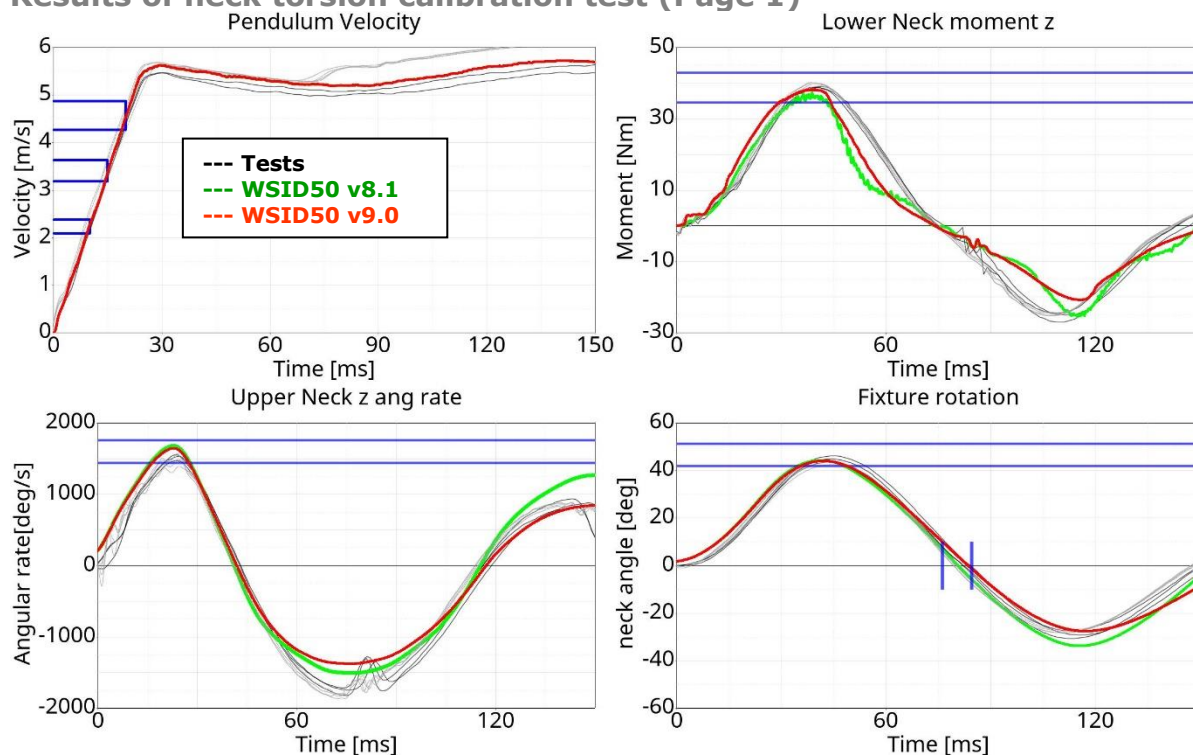 Results of neck torsion calibration test (Page 1)
Pendulum Velocity
Velocity [m/s]
6
5
4
3
2
1
0
0 30 60 90 120 150
Time [ms]
--- Tests
--- WSID50 v8.1
--- WSID50 v9.0
Lower Neck moment z
Moment [Nm]
50
30
10
-10
-30
0 60 120
Time [ms]
Upper Neck z ang rate
Angular rate[deg/s]
2000
1000
0
-1000
-2000
0 60 120
Time [ms]
Fixture rotation
neck angle [deg]
60
40
20
0
-20
-40
-60
0 60 120
Time [ms]